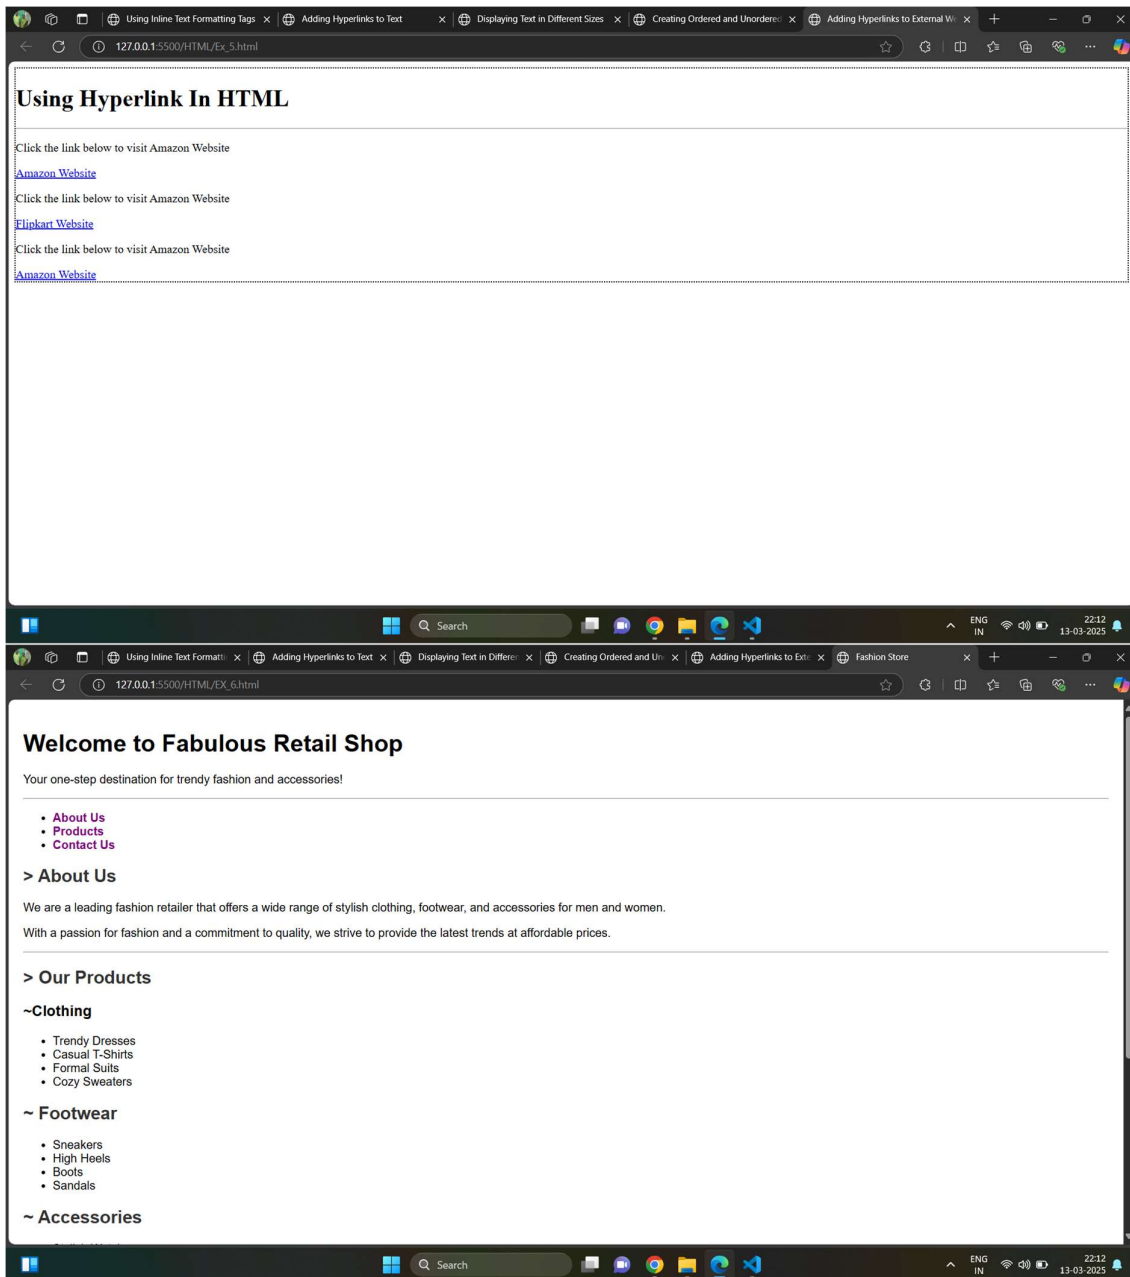 Using Inline Text Formatting Tags
Adding Hyperlinks to Text
Displaying Text in Different Sizes
Creating Ordered and Unordered
Adding Hyperlinks to External We
127.0.0.1:5500/HTML/Ex_5.html
Using Hyperlink In HTML
Click the link below to visit Amazon Website
Amazon Website
Click the link below to visit Amazon Website
Flipkart Website
Click the link below to visit Amazon Website
Amazon Website
Search
ENG
IN
22:12
13-03-2025
Using Inline Text Formatti
Adding Hyperlinks to Text
Displaying Text in Differen
Creating Ordered and Un
Adding Hyperlinks to Exte
Fashion Store
127.0.0.1:5500/HTML/EX_6.html
Welcome to Fabulous Retail Shop
Your one-step destination for trendy fashion and accessories!
• About Us
• Products
• Contact Us
> About Us
We are a leading fashion retailer that offers a wide range of stylish clothing, footwear, and accessories for men and women.
With a passion for fashion and a commitment to quality, we strive to provide the latest trends at affordable prices.
> Our Products
~Clothing
• Trendy Dresses
• Casual T-Shirts
• Formal Suits
• Cozy Sweaters
~ Footwear
• Sneakers
• High Heels
• Boots
• Sandals
~ Accessories
Search
ENG
IN
22:12
13-03-2025